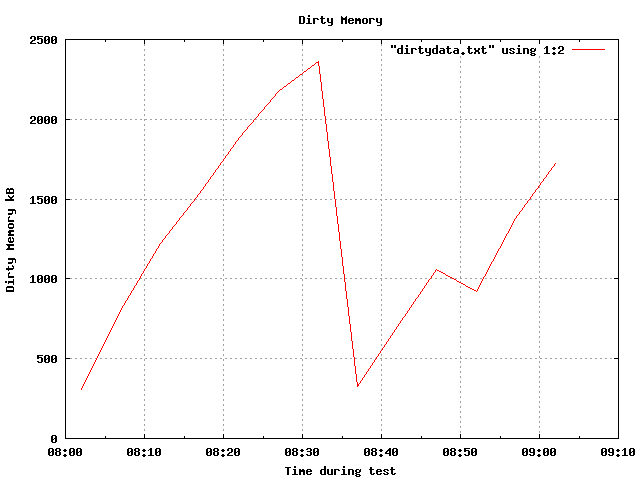 Dirty Memory
"dirtydata.txt" using 1:2
2500
2000
1500
1000
500
0
Dirty Memory kB
08:00 08:10 08:20 08:30 08:40 08:50 09:00 09:10
Time during test